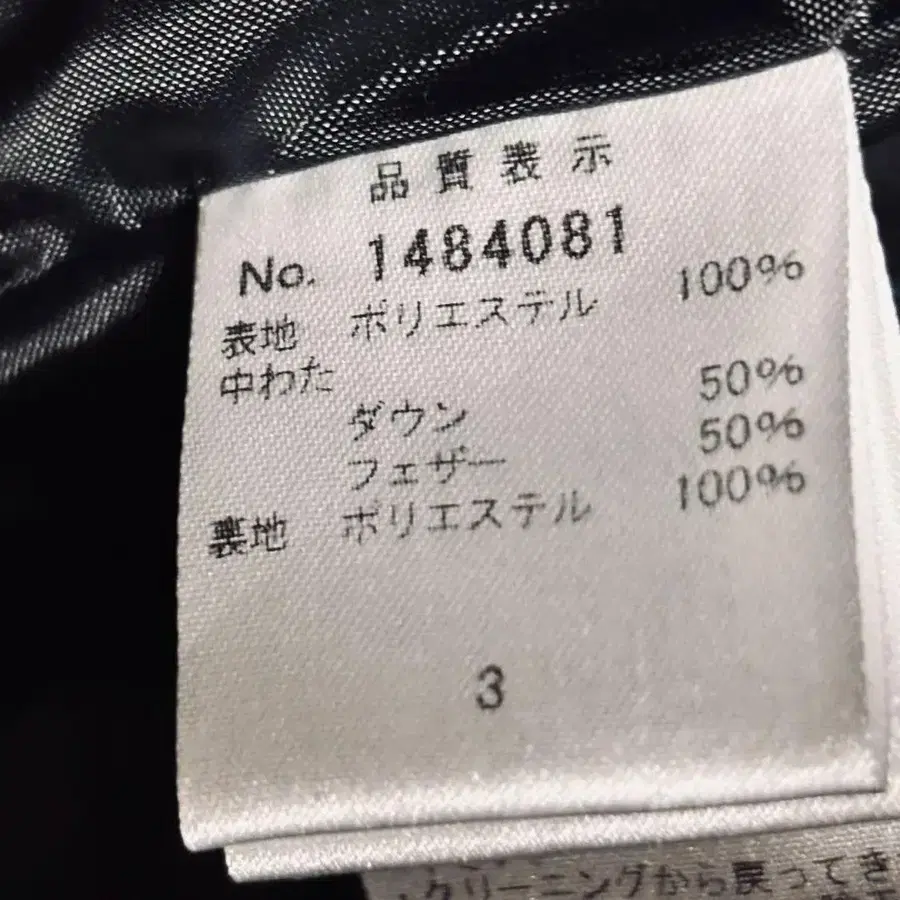 品質表示
No. 1484081
表地 ポリエステル 100%
中わた
ダウン 50%
フェザー 50%
裏地 ポリエステル 100%
3
・クリーニングから戻ってき